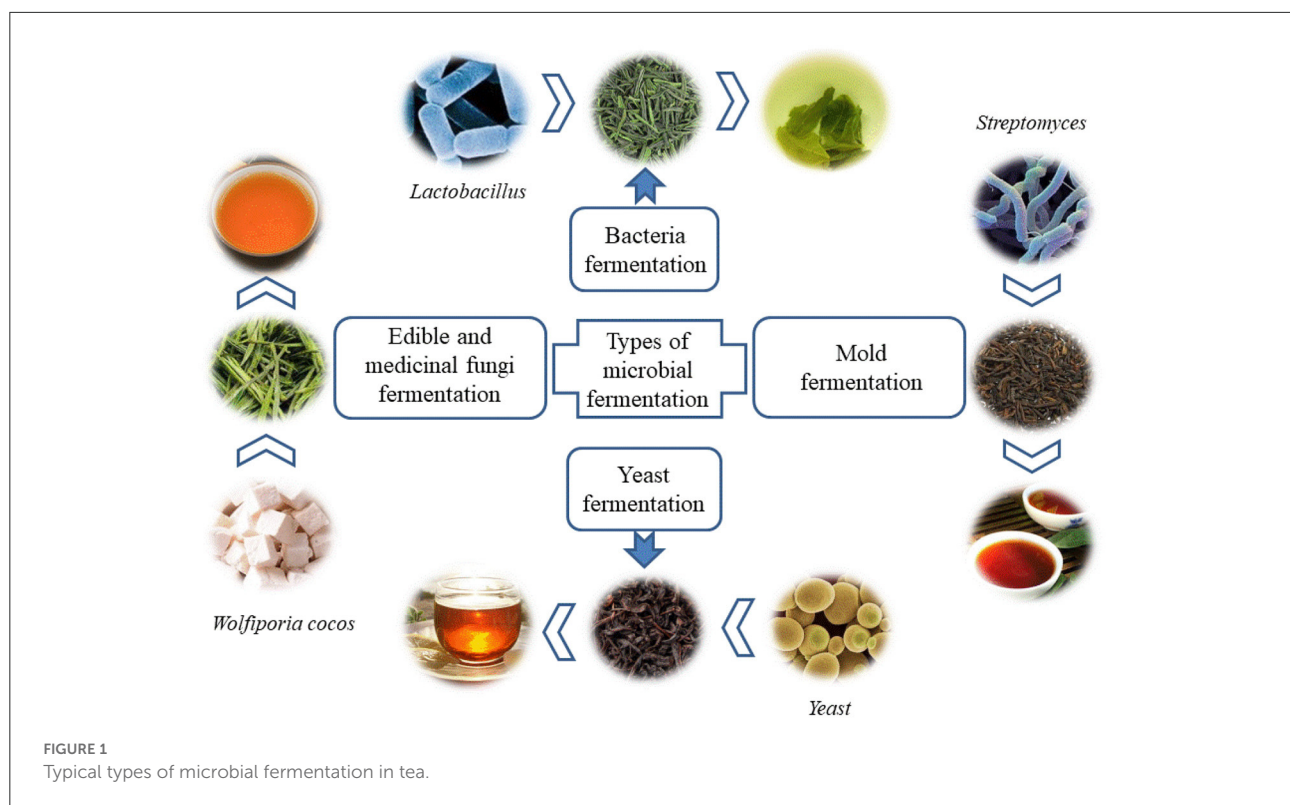 Streptomyces
Lactobacillus
Bacteria
fermentation
Edible and
medicinal fungi
fermentation
Types of
microbial
fermentation
Mold
fermentation
Yeast
fermentation
Wolfiporia cocos
Yeast
FIGURE 1
Typical types of microbial fermentation in tea.